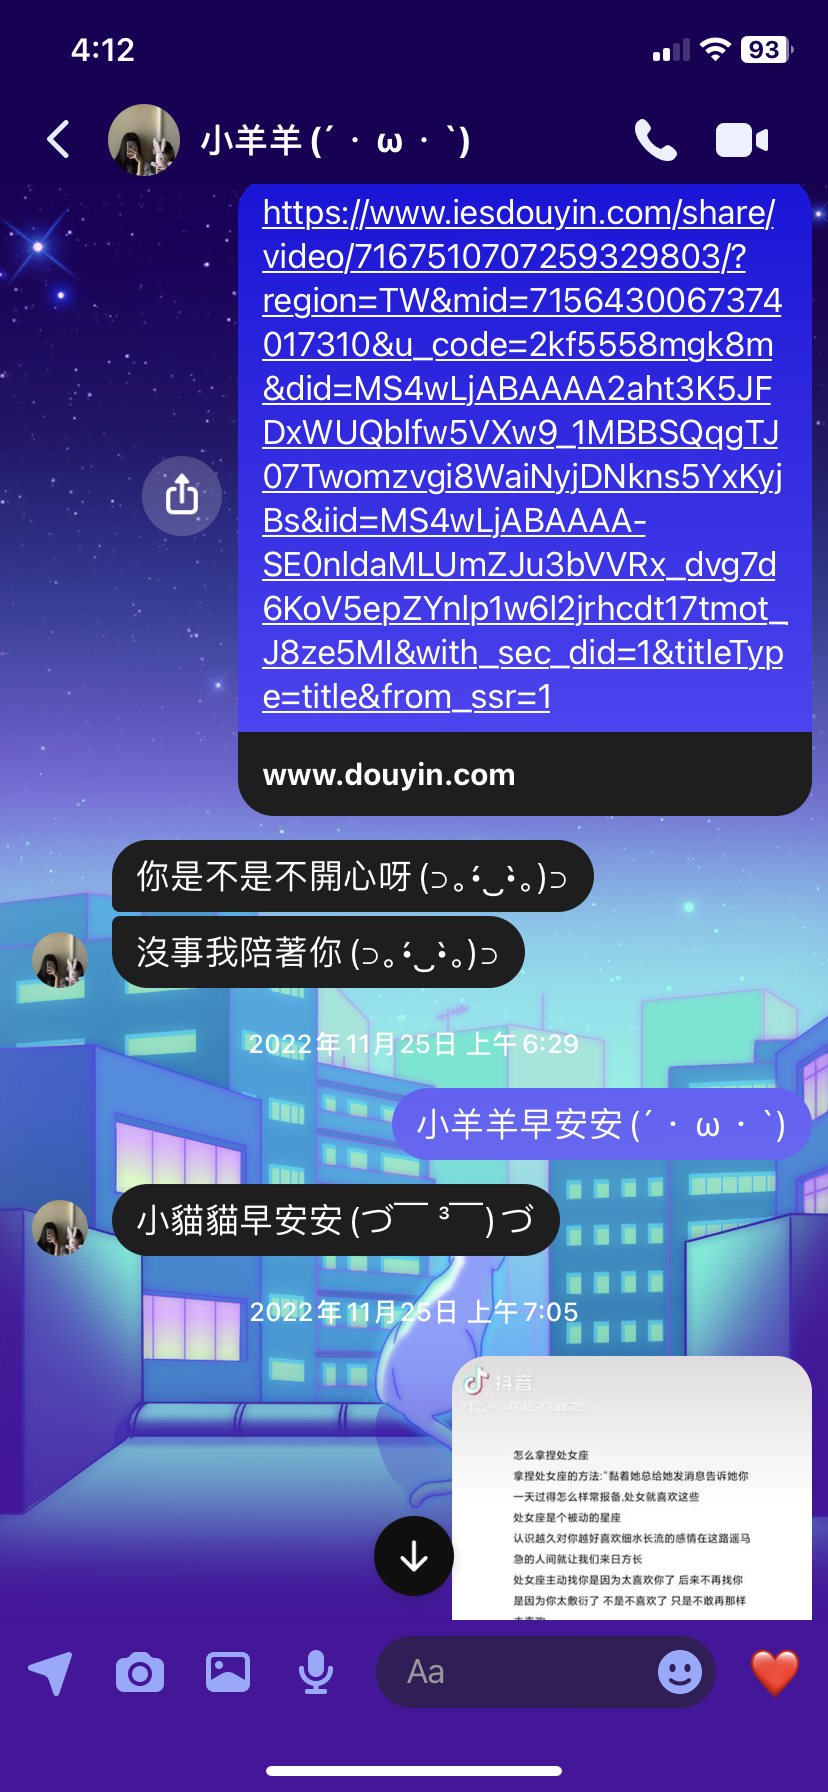 4:12
93
小羊羊 (´・ω・`)
https://www.iesdouyin.com/share/
video/7167510707259329803/?
region=TW&mid=7156430067374
017310&u_code=2kf5558mgk8m
&did=MS4wLjABAAAA2aht3K5JF
DxWUQblfw5VXw9_1MBBSQqgTJ
07Twomzvgi8WaiNyjDNkns5YxKyj
Bs&iid=MS4wLjABAAAA-
SE0nldaMLUmZJu3bVVRx_dvg7d
6KoV5epZYnlp1w6l2jrhcdt17tmot_
J8ze5MI&with_sec_did=1&titleTyp
e=title&from_ssr=1
www.douyin.com
你是不是不開心呀 (⊃｡•́‿•̀｡)⊃
沒事我陪著你 (⊃｡•́‿•̀｡)⊃
2022年11月25日 上午6:29
小羊羊早安安 (´・ω・`)
小貓貓早安安 (づ￣ ³￣)づ
2022年11月25日 上午7:05
抖音
怎么拿捏处女座
拿捏处女座的方法:"黏着她总给她发消息告诉她你
一天过得怎么样常报备,处女就喜欢这些
处女座是个被动的星座
认识越久对你越好喜欢细水长流的感情在这路遥马
急的人间就让我们来日方长
处女座主动找你是因为太喜欢你了 后来不再找你
是因为你太敷衍了 不是不喜欢了 只是不敢再那样
Aa